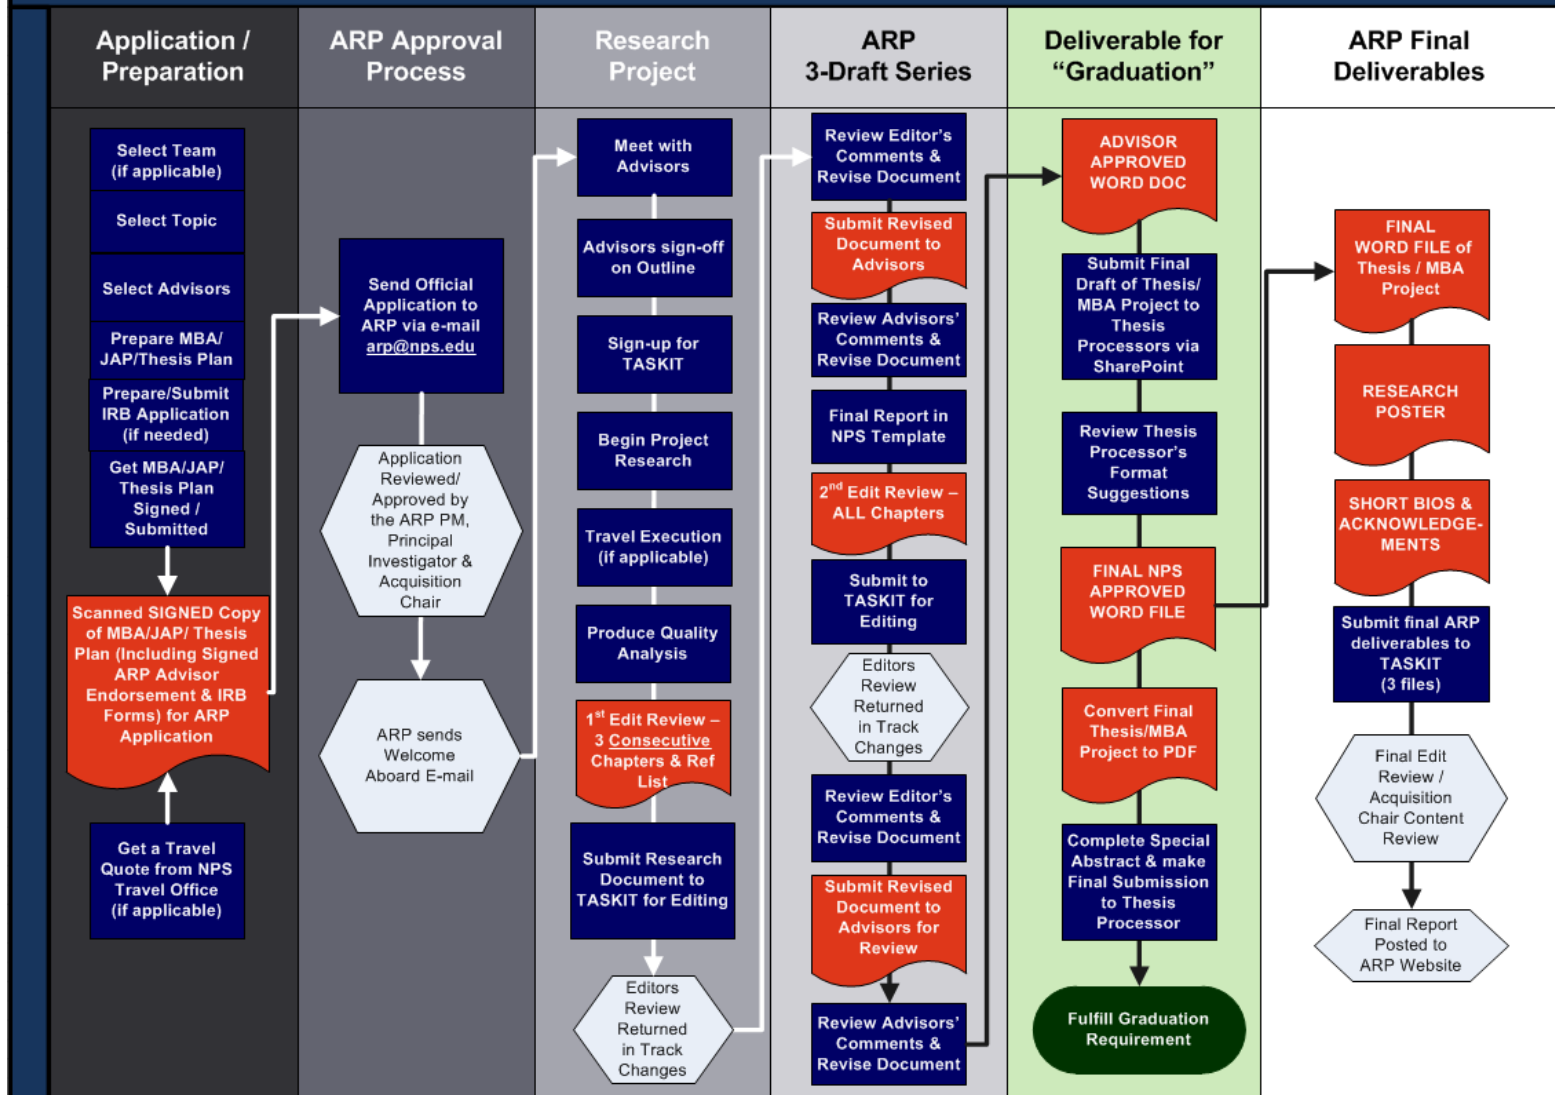 Application /
Preparation
ARP Approval
Process
Research
Project
ARP
3-Draft Series
Deliverable for
“Graduation”
ARP Final
Deliverables
Select Team
(if applicable)
Select Topic
Select Advisors
Prepare MBA/
JAP/Thesis Plan
Prepare/Submit
IRB Application
(if needed)
Get MBA/JAP/
Thesis Plan
Signed /
Submitted
Scanned SIGNED Copy
of MBA/JAP/ Thesis
Plan (Including Signed
ARP Advisor
Endorsement & IRB
Forms) for ARP
Application
Get a Travel
Quote from NPS
Travel Office
(if applicable)
Send Official
Application to
ARP via e-mail
arp@nps.edu
Application
Reviewed/
Approved by
the ARP PM,
Principal
Investigator &
Acquisition
Chair
ARP sends
Welcome
Aboard E-mail
Meet with
Advisors
Advisors sign-off
on Outline
Sign-up for
TASKIT
Begin Project
Research
Travel Execution
(if applicable)
Produce Quality
Analysis
1st Edit Review –
3 Consecutive
Chapters & Ref
List
Submit Research
Document to
TASKIT for Editing
Editors
Review
Returned
in Track
Changes
Review Editor’s
Comments &
Revise Document
Submit Revised
Document to
Advisors
Review Advisors’
Comments &
Revise Document
Final Report in
NPS Template
2nd Edit Review –
ALL Chapters
Submit to
TASKIT for
Editing
Editors
Review
Returned
in Track
Changes
Review Editor’s
Comments &
Revise Document
Submit Revised
Document to
Advisors for
Review
Review Advisors’
Comments &
Revise Document
ADVISOR
APPROVED
WORD DOC
Submit Final
Draft of Thesis/
MBA Project to
Thesis
Processors via
SharePoint
Review Thesis
Processor’s
Format
Suggestions
FINAL NPS
APPROVED
WORD FILE
Convert Final
Thesis/MBA
Project to PDF
Complete Special
Abstract & make
Final Submission
to Thesis
Processor
Fulfill Graduation
Requirement
FINAL
WORD FILE of
Thesis / MBA
Project
RESEARCH
POSTER
SHORT BIOS &
ACKNOWLEDGE-
MENTS
Submit final ARP
deliverables to
TASKIT
(3 files)
Final Edit
Review /
Acquisition
Chair Content
Review
Final Report
Posted to
ARP Website